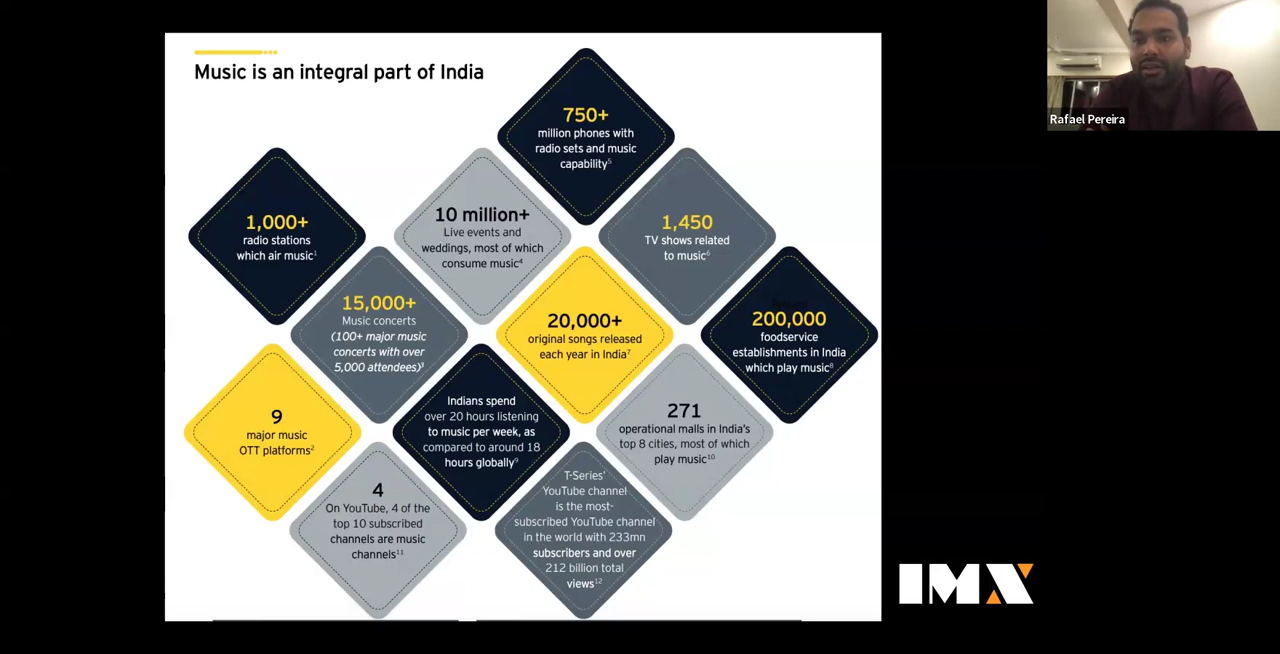 Music is an integral part of India
750+
million phones with
radio sets and music
capability5
1,000+
radio stations
which air music1
10 million+
Live events and
weddings, most of which
consume music4
1,450
TV shows related
to music6
15,000+
Music concerts
(100+ major music
concerts with over
5,000 attendees)3
20,000+
original songs released
each year in India7
200,000
foodservice
establishments in India
which play music8
9
major music
OTT platforms2
Indians spend
over 20 hours listening
to music per week, as
compared to around 18
hours globally9
271
operational malls in India's
top 8 cities, most of which
play music10
4
On YouTube, 4 of the
top 10 subscribed
channels are music
channels11
T-Series'
YouTube channel
is the most-
subscribed YouTube channel
in the world with 233mn
subscribers and over
212 billion total
views12
Rafael Pereira
IMX